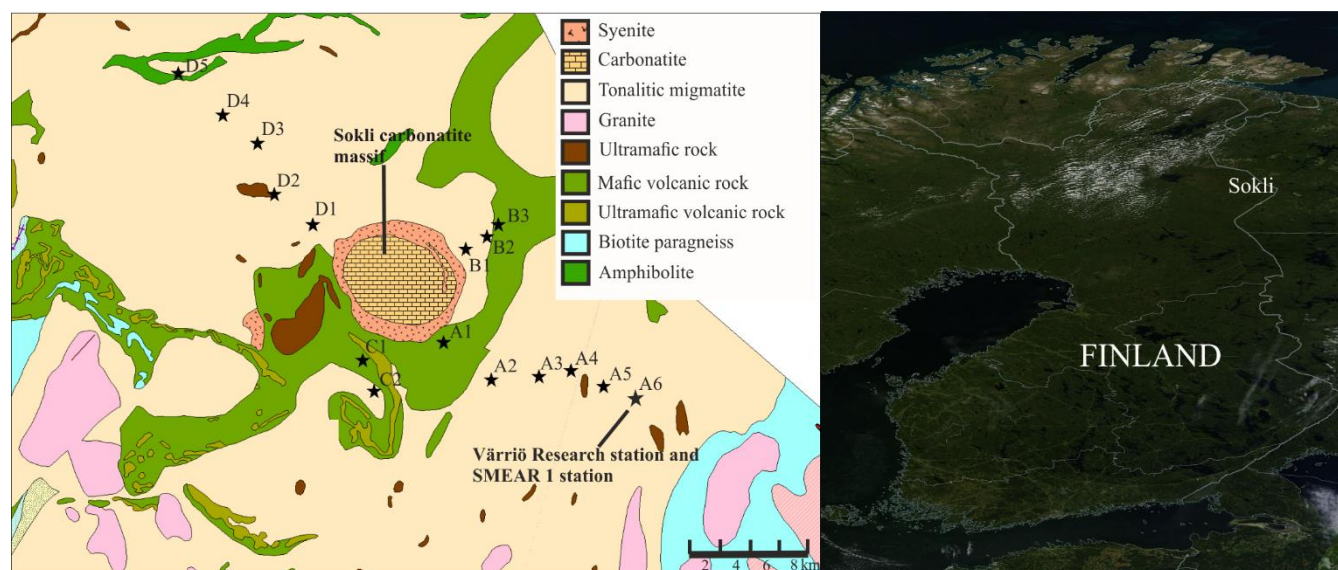 Syenite
Carbonatite
Tonalitic migmatite
Granite
Ultramafic rock
Mafic volcanic rock
Ultramafic volcanic rock
Biotite paragneiss
Amphibolite
D5
D4
D3
Sokli carbonatite
massif
D2
D1
B3
B2
B1
A1
C1
A2
A3
A4
A5
A6
C2
Värriö Research station and
SMEAR 1 station
2 4 6 8 km
Sokli
FINLAND